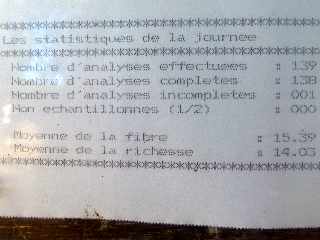 ************************************
Les statistiques de la journee
************************************
Nombre d'analyses effectuees : 139
Nombre d'analyses completes : 138
Nombre d'analyses incompletes : 001
Non echantillonnes (1/2) : 000
Moyenne de la fibre : 15.39
Moyenne de la richesse : 14.03
************************************